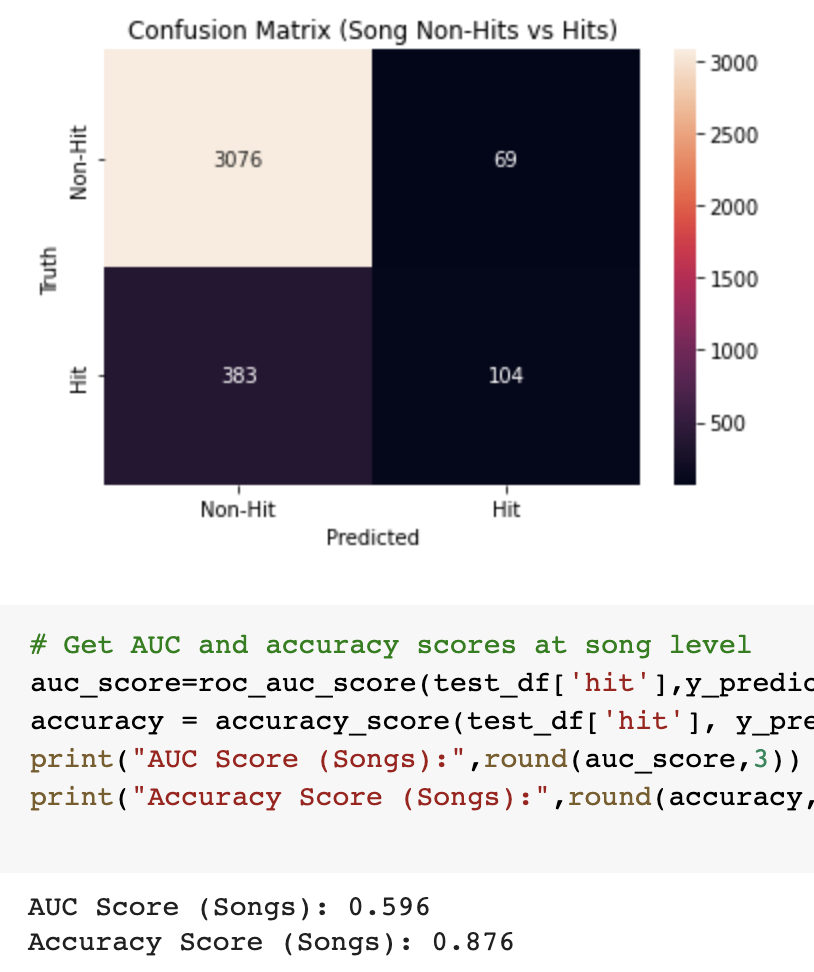 Confusion Matrix (Song Non-Hits vs Hits)
Non-Hit
Hit
Truth
3076
69
383
104
3000
2500
2000
1500
1000
500
Non-Hit
Hit
Predicted
# Get AUC and accuracy scores at song level
auc_score=roc_auc_score(test_df['hit'],y_predic
accuracy = accuracy_score(test_df['hit'], y_pre
print("AUC Score (Songs):",round(auc_score,3))
print("Accuracy Score (Songs):",round(accuracy,
AUC Score (Songs): 0.596
Accuracy Score (Songs): 0.876